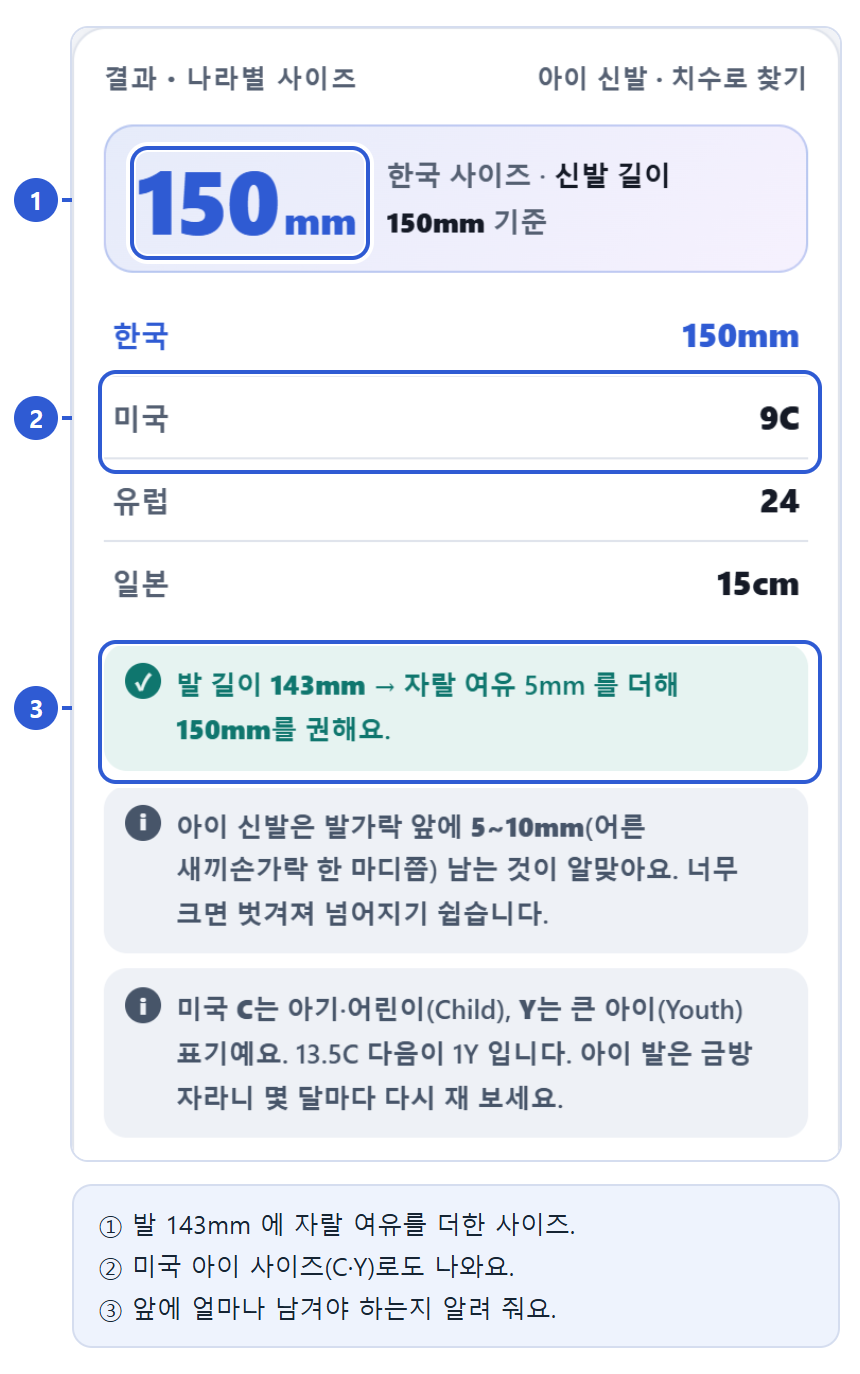 결과 · 나라별 사이즈
아이 신발 · 치수로 찾기
1
150mm
한국 사이즈 · 신발 길이
150mm 기준
한국 150mm
2
미국 9C
유럽 24
일본 15cm
3
발 길이 143mm → 자랄 여유 5mm 를 더해
150mm를 권해요.
아이 신발은 발가락 앞에 5~10mm(어른
새끼손가락 한 마디쯤) 남는 것이 알맞아요. 너무
크면 벗겨져 넘어지기 쉽습니다.
미국 C는 아기·어린이(Child), Y는 큰 아이(Youth)
표기예요. 13.5C 다음이 1Y 입니다. 아이 발은 금방
자라니 몇 달마다 다시 재 보세요.
① 발 143mm 에 자랄 여유를 더한 사이즈.
② 미국 아이 사이즈(C·Y)로도 나와요.
③ 앞에 얼마나 남겨야 하는지 알려 줘요.